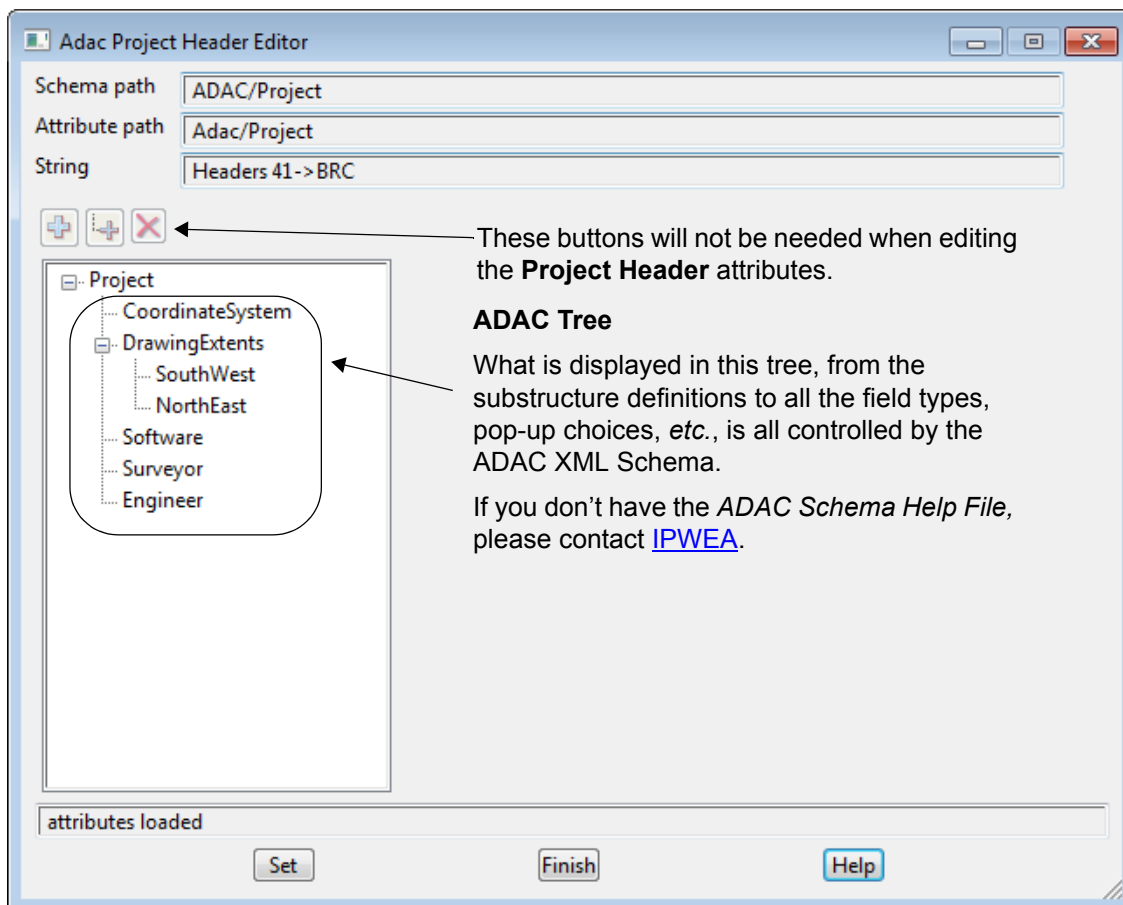 Adac Project Header Editor
Schema path ADAC/Project
Attribute path Adac/Project
String Headers 41->BRC
These buttons will not be needed when editing
the Project Header attributes.
Project
CoordinateSystem
DrawingExtents
SouthWest
NorthEast
Software
Surveyor
Engineer
ADAC Tree
What is displayed in this tree, from the
substructure definitions to all the field types,
pop-up choices, etc., is all controlled by the
ADAC XML Schema.
If you don’t have the ADAC Schema Help File,
please contact IPWEA.
attributes loaded
Set Finish Help